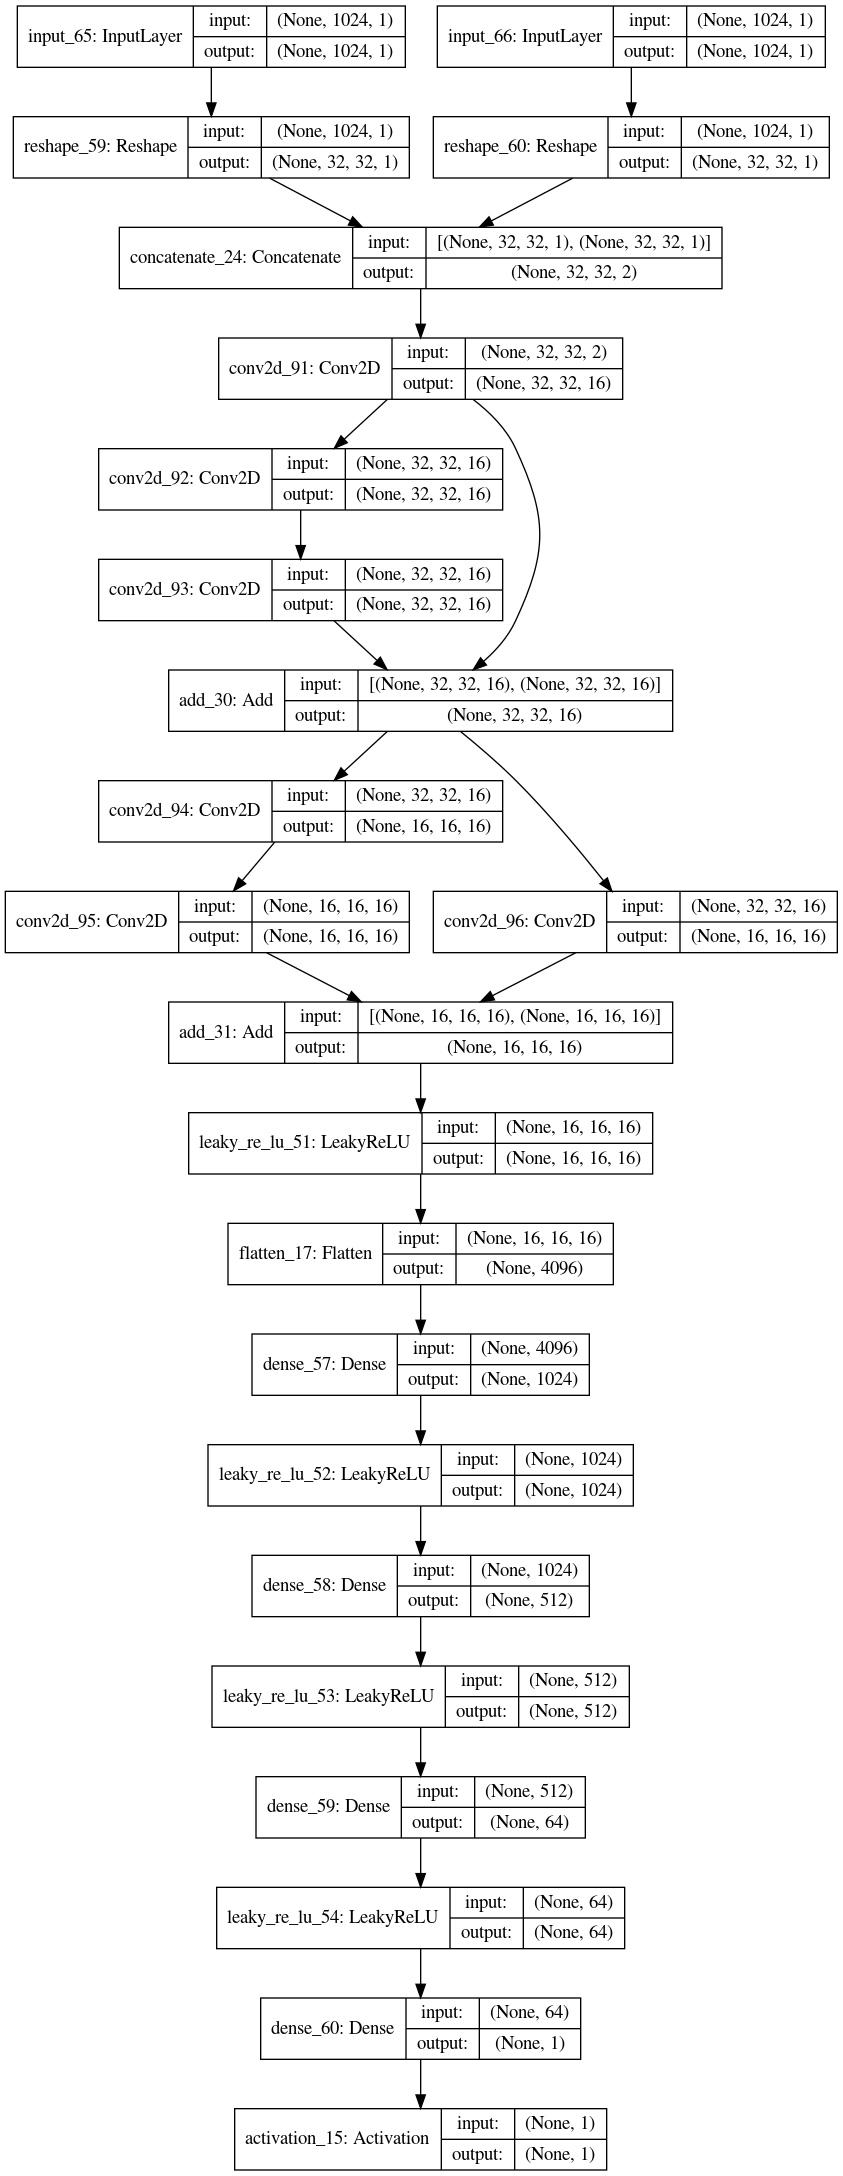 input_65: InputLayer input: (None, 1024, 1) output: (None, 1024, 1)
input_66: InputLayer input: (None, 1024, 1) output: (None, 1024, 1)
reshape_59: Reshape input: (None, 1024, 1) output: (None, 32, 32, 1)
reshape_60: Reshape input: (None, 1024, 1) output: (None, 32, 32, 1)
concatenate_24: Concatenate input: [(None, 32, 32, 1), (None, 32, 32, 1)] output: (None, 32, 32, 2)
conv2d_91: Conv2D input: (None, 32, 32, 2) output: (None, 32, 32, 16)
conv2d_92: Conv2D input: (None, 32, 32, 16) output: (None, 32, 32, 16)
conv2d_93: Conv2D input: (None, 32, 32, 16) output: (None, 32, 32, 16)
add_30: Add input: [(None, 32, 32, 16), (None, 32, 32, 16)] output: (None, 32, 32, 16)
conv2d_94: Conv2D input: (None, 32, 32, 16) output: (None, 16, 16, 16)
conv2d_95: Conv2D input: (None, 16, 16, 16) output: (None, 16, 16, 16)
conv2d_96: Conv2D input: (None, 32, 32, 16) output: (None, 16, 16, 16)
add_31: Add input: [(None, 16, 16, 16), (None, 16, 16, 16)] output: (None, 16, 16, 16)
leaky_re_lu_51: LeakyReLU input: (None, 16, 16, 16) output: (None, 16, 16, 16)
flatten_17: Flatten input: (None, 16, 16, 16) output: (None, 4096)
dense_57: Dense input: (None, 4096) output: (None, 1024)
leaky_re_lu_52: LeakyReLU input: (None, 1024) output: (None, 1024)
dense_58: Dense input: (None, 1024) output: (None, 512)
leaky_re_lu_53: LeakyReLU input: (None, 512) output: (None, 512)
dense_59: Dense input: (None, 512) output: (None, 64)
leaky_re_lu_54: LeakyReLU input: (None, 64) output: (None, 64)
dense_60: Dense input: (None, 64) output: (None, 1)
activation_15: Activation input: (None, 1) output: (None, 1)